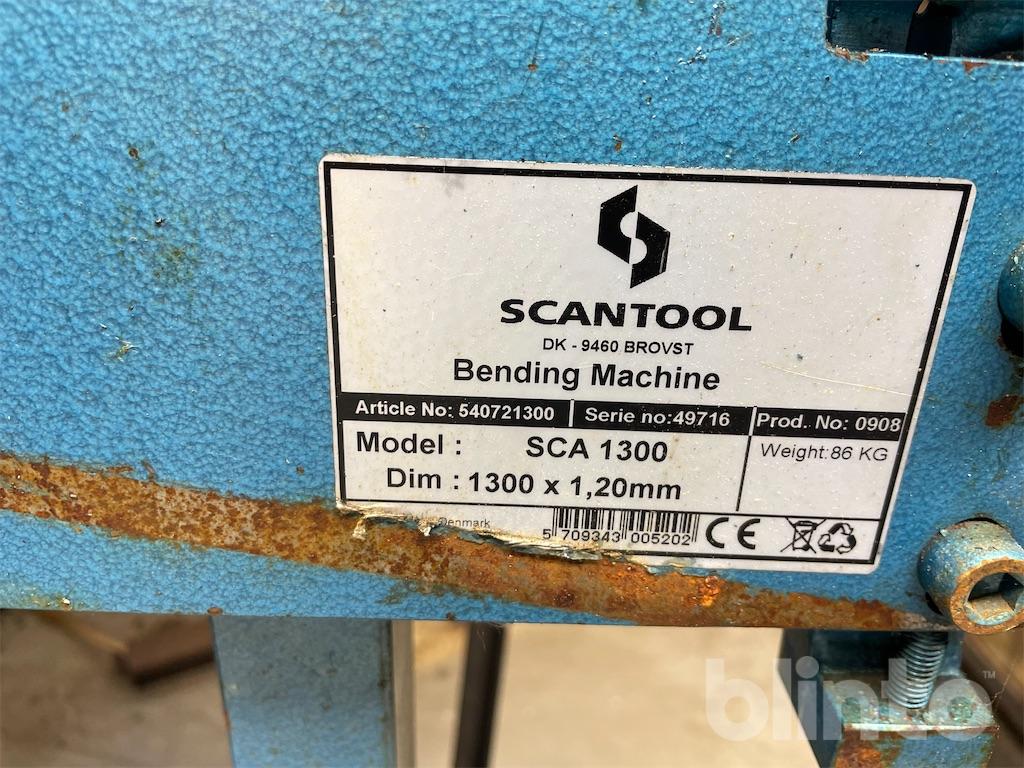 SCANTOOL
DK - 9460 BROVST
Bending Machine
Article No: 540721300 Serie no:49716 Prod. No: 0908
Model : SCA 1300 Weight:86 KG
Dim : 1300 x 1,20mm
Denmark
5 709343 005202 CE
blinto™